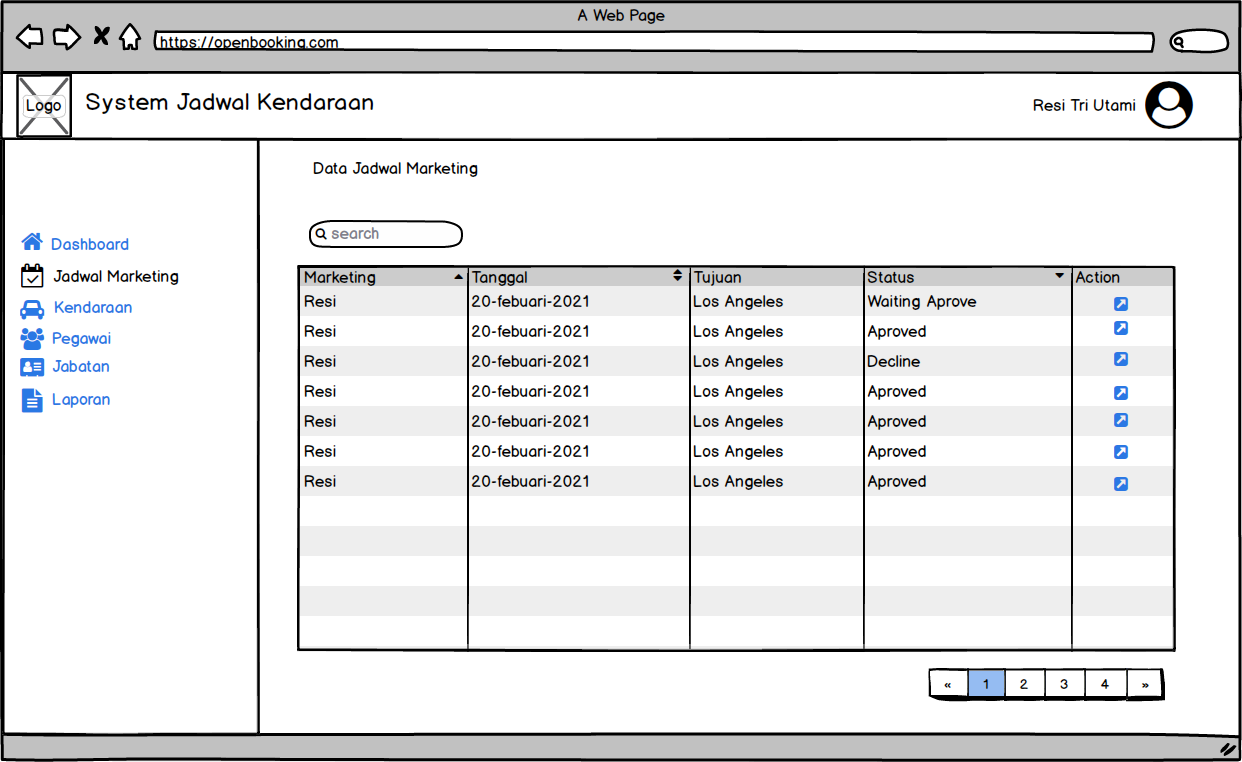 A Web Page
https://openbooking.com
Logo
System Jadwal Kendaraan
Resi Tri Utami
Data Jadwal Marketing
Dashboard
Jadwal Marketing
Kendaraan
Pegawai
Jabatan
Laporan
search
Marketing Tanggal Tujuan Status Action
Resi 20-febuari-2021 Los Angeles Waiting Aprove
Resi 20-febuari-2021 Los Angeles Aproved
Resi 20-febuari-2021 Los Angeles Decline
Resi 20-febuari-2021 Los Angeles Aproved
Resi 20-febuari-2021 Los Angeles Aproved
Resi 20-febuari-2021 Los Angeles Aproved
Resi 20-febuari-2021 Los Angeles Aproved
« 1 2 3 4 »